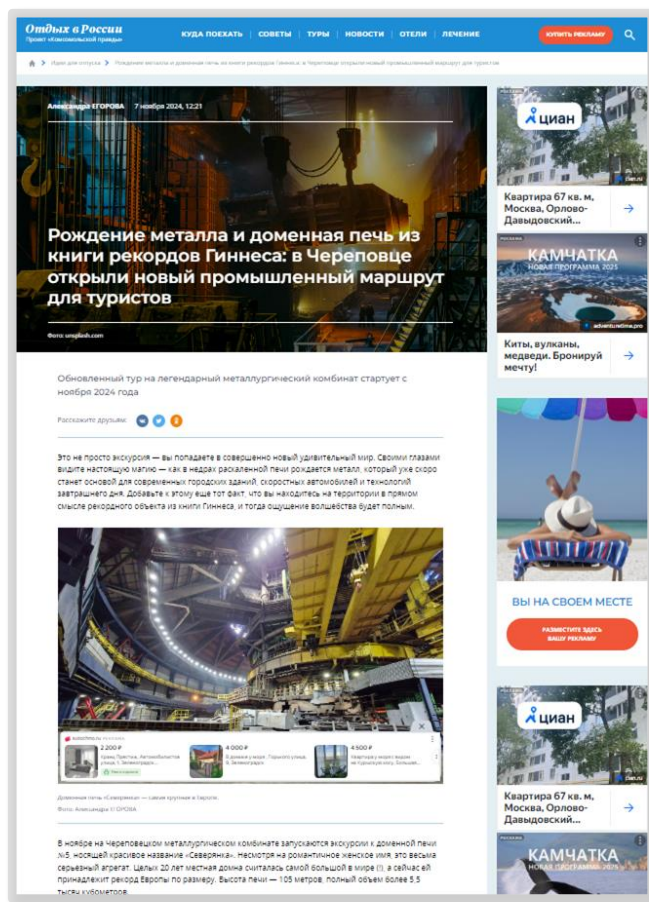 Отдых в России
Проект «Комсомольской правды»
КУДА ПОЕХАТЬ | СОВЕТЫ | ТУРЫ | НОВОСТИ | ОТЕЛИ | ЛЕЧЕНИЕ
КУПИТЬ РЕКЛАМУ
Идеи для отпуска > Рождение металла и доменная печь из книги рекордов Гиннеса: в Череповце открыли новый промышленный маршрут для туристов
Александра ЕГОРОВА 7 ноября 2024, 12:21
Рождение металла и доменная печь из
книги рекордов Гиннеса: в Череповце
открыли новый промышленный маршрут
для туристов
Фото: unsplash.com
Обновленный тур на легендарный металлургический комбинат стартует с
ноября 2024 года
Расскажите друзьям:
Это не просто экскурсия — вы попадаете в совершенно новый удивительный мир. Своими глазами
видите настоящую магию — как в недрах раскаленной печи рождается металл, который уже скоро
станет основой для современных городских зданий, скоростных автомобилей и технологий
завтрашнего дня. Добавьте к этому еще тот факт, что вы находитесь на территории в прямом
смысле рекордного объекта из книги Гиннеса, и тогда ощущение волшебства будет полным.
2 200 ₽
4 000 ₽
4 500 ₽
Доменная печь «Северянка» — самая крупная в Европе.
Фото: Александра ЕГОРОВА
В ноябре на Череповецком металлургическом комбинате запускаются экскурсии к доменной печи
№5, носящей красивое название «Северянка». Несмотря на романтичное женское имя, это весьма
серьезный агрегат. Целых 20 лет местная домна считалась самой большой в мире (!), а сейчас ей
принадлежит рекорд Европы по размеру. Высота печи — 105 метров, полный объем более 5,5
тысяч кубометров.
циан
Квартира 67 кв. м,
Москва, Орлово-
Давыдовский...
КАМЧАТКА
НОВАЯ ПРОГРАММА 2025
adventuretime.pro
Киты, вулканы,
медведи. Бронируй
мечту!
ВЫ НА СВОЕМ МЕСТЕ
РАЗМЕСТИТЕ ЗДЕСЬ
ВАШУ РЕКЛАМУ
циан
Квартира 67 кв. м,
Москва, Орлово-
Давыдовский...
КАМЧАТКА
НОВАЯ ПРОГРАММА 2025